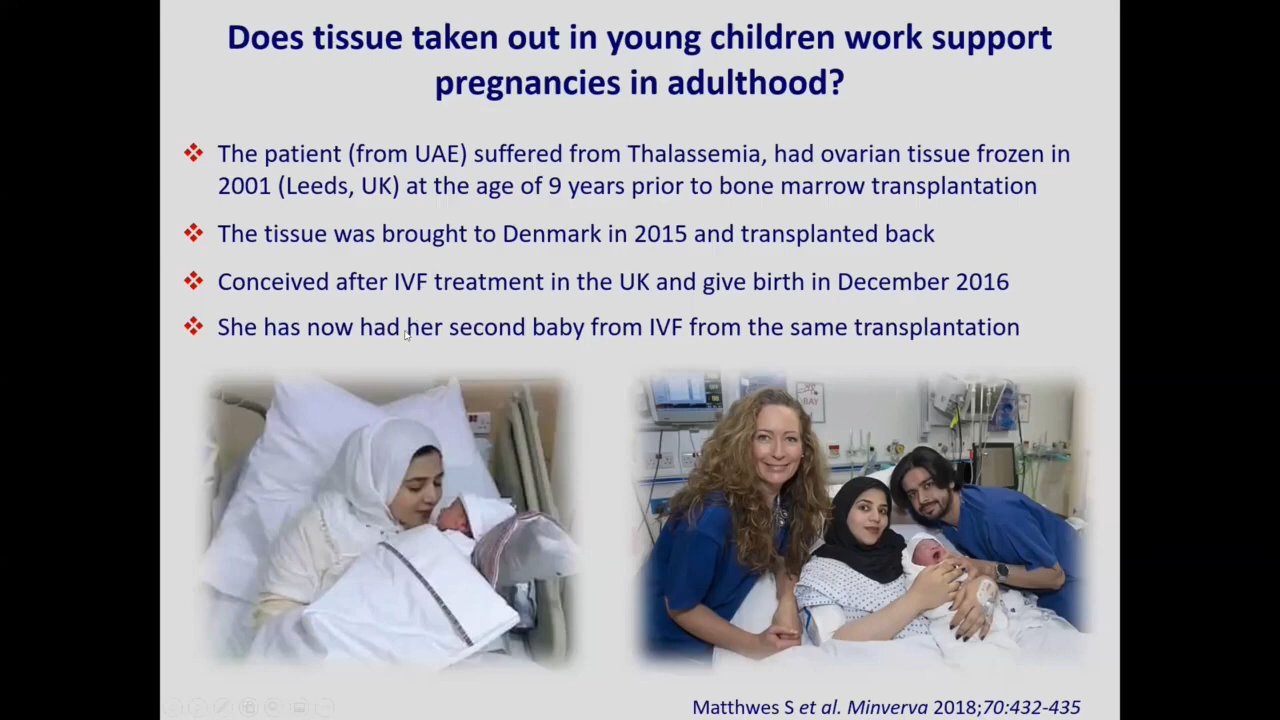 Does tissue taken out in young children work support
pregnancies in adulthood?
The patient (from UAE) suffered from Thalassemia, had ovarian tissue frozen in
2001 (Leeds, UK) at the age of 9 years prior to bone marrow transplantation
The tissue was brought to Denmark in 2015 and transplanted back
Conceived after IVF treatment in the UK and give birth in December 2016
She has now had her second baby from IVF from the same transplantation
BAY
Matthwes S et al. Minverva 2018;70:432-435